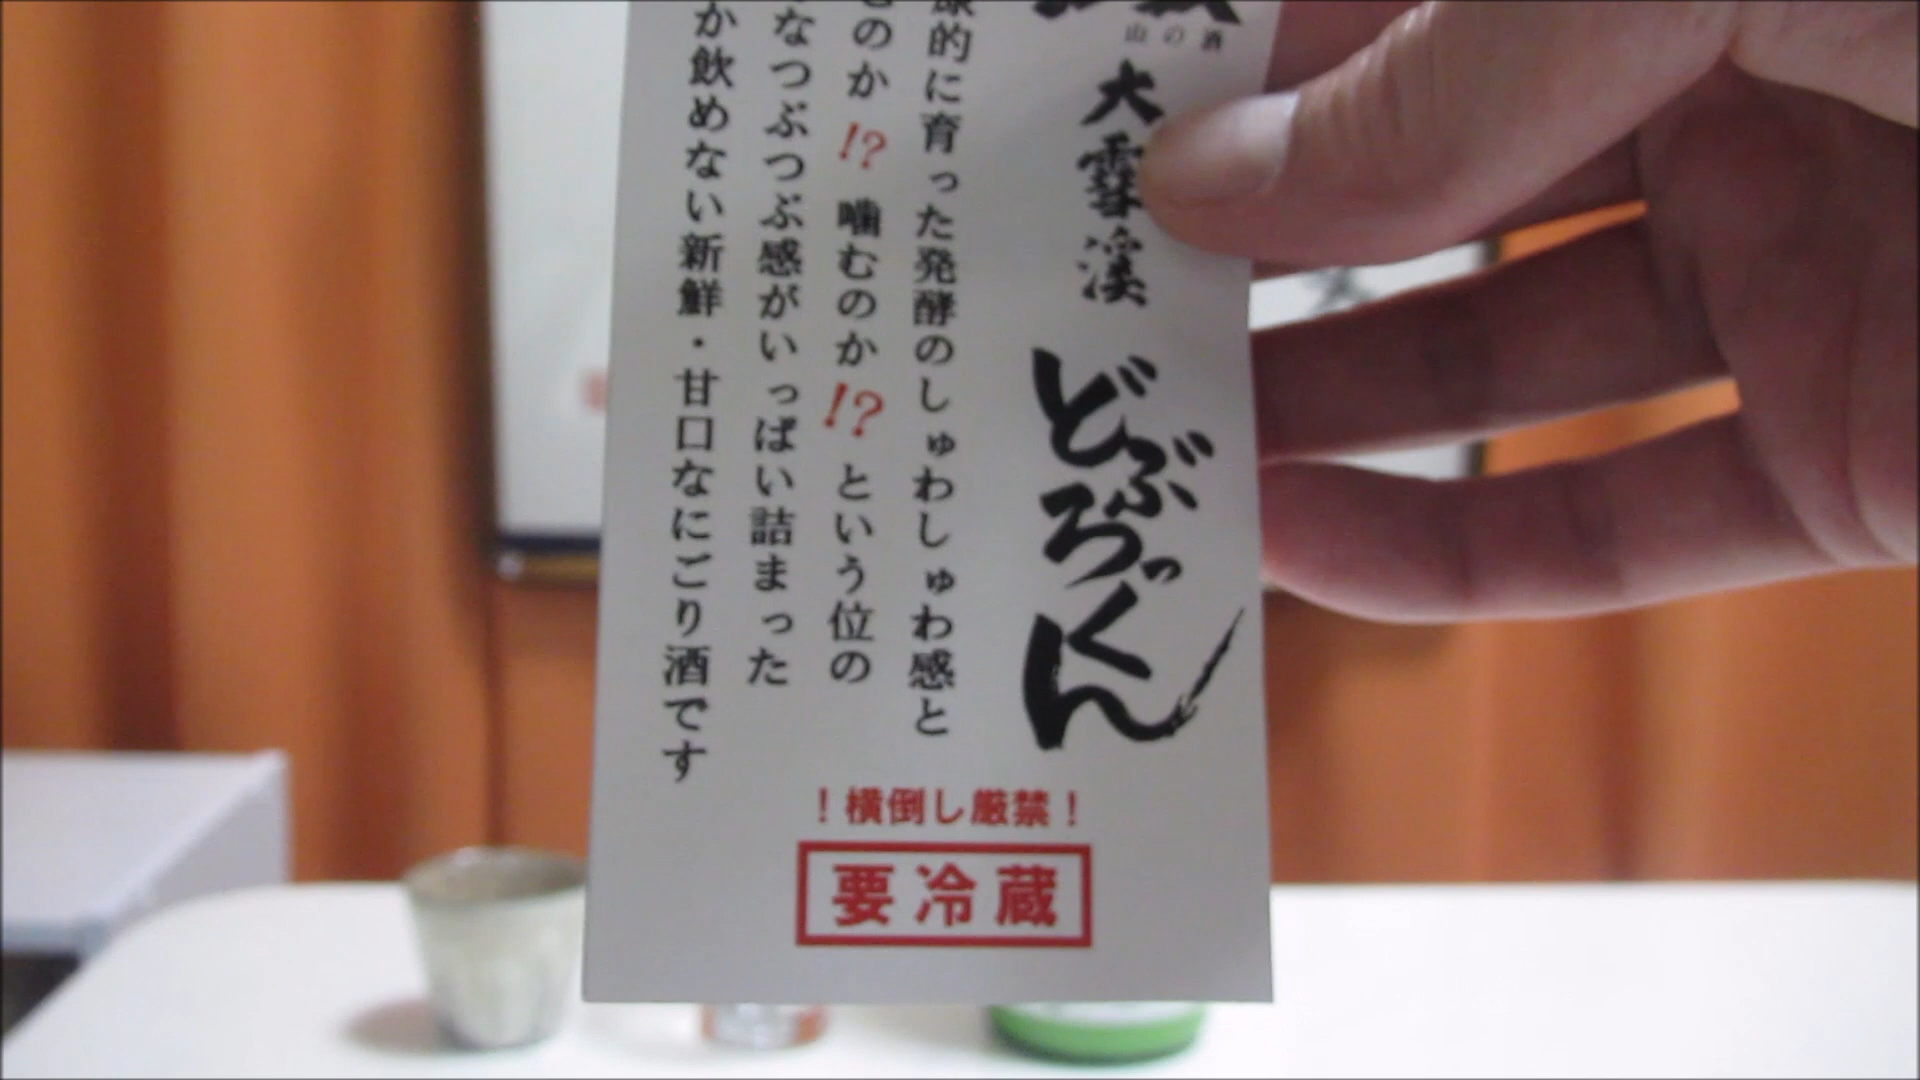 山の酒
大雪渓
どぶろっくん
的に育った発酵のしゅわしゅわ感と
のか!? 噛むのか!? という位の
なつぶつぶ感がいっぱい詰まった
か飲めない新鮮・甘口なにごり酒です
！横倒し厳禁！
要冷蔵